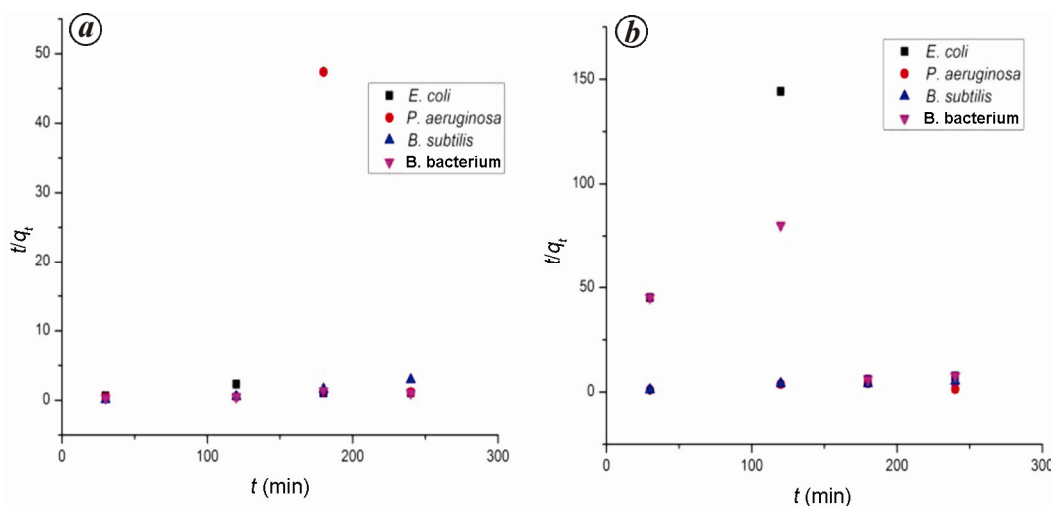 a
E. coli
P. aeruginosa
B. subtilis
B. bacterium
50
40
30
20
10
0
t/qt
0
100
200
300
t (min)
b
E. coli
P. aeruginosa
B. subtilis
B. bacterium
150
100
50
0
t/qt
0
100
200
300
t (min)